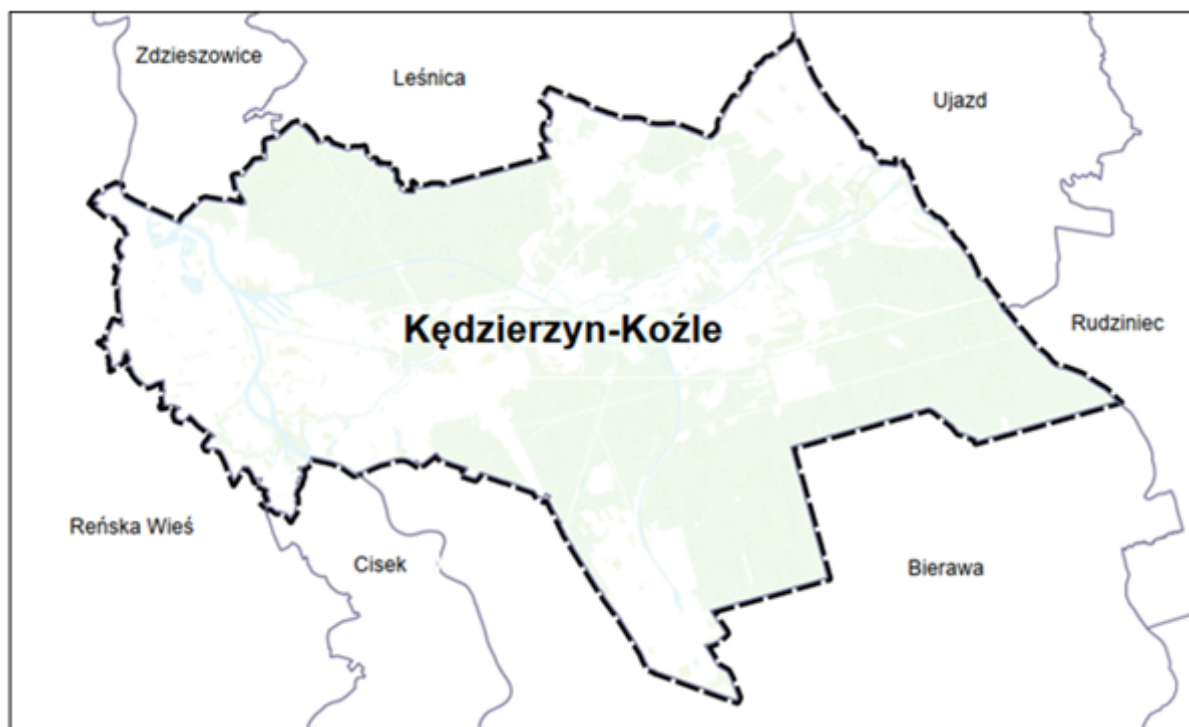 Zdzieszowice
Leśnica
Ujazd
Kędzierzyn-Koźle
Rudziniec
Reńska Wieś
Cisek
Bierawa